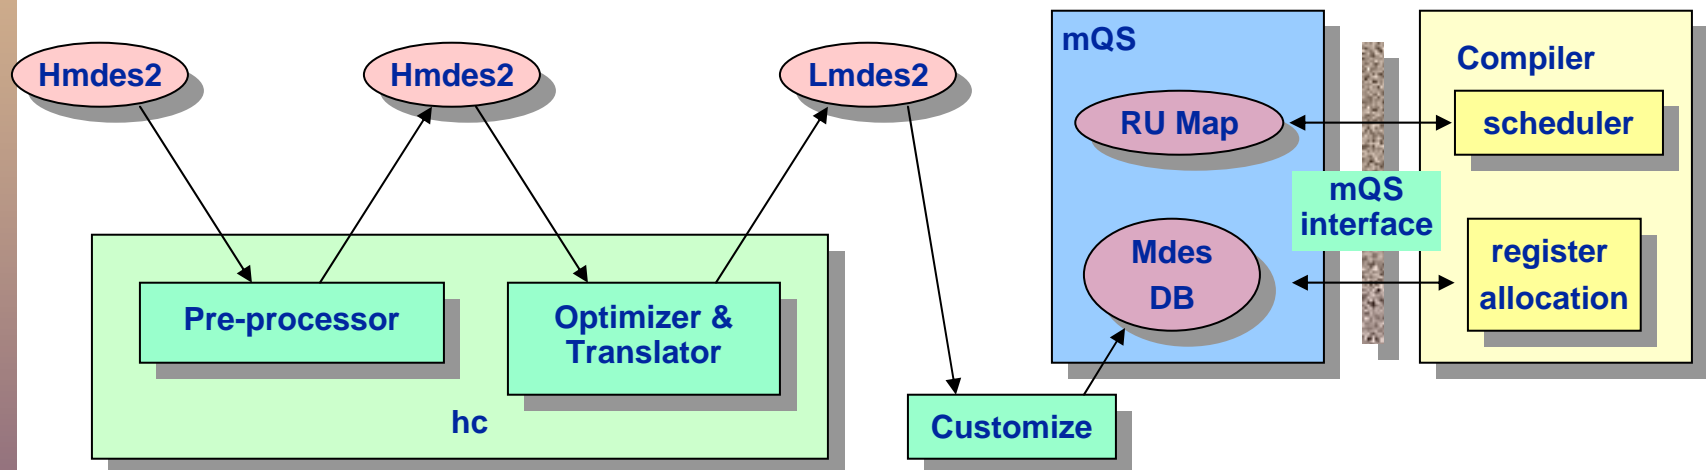 Hmdes2
Hmdes2
Lmdes2
Pre-processor
Optimizer &
Translator
hc
Customize
mQS
RU Map
Mdes
DB
mQS
interface
Compiler
scheduler
register
allocation